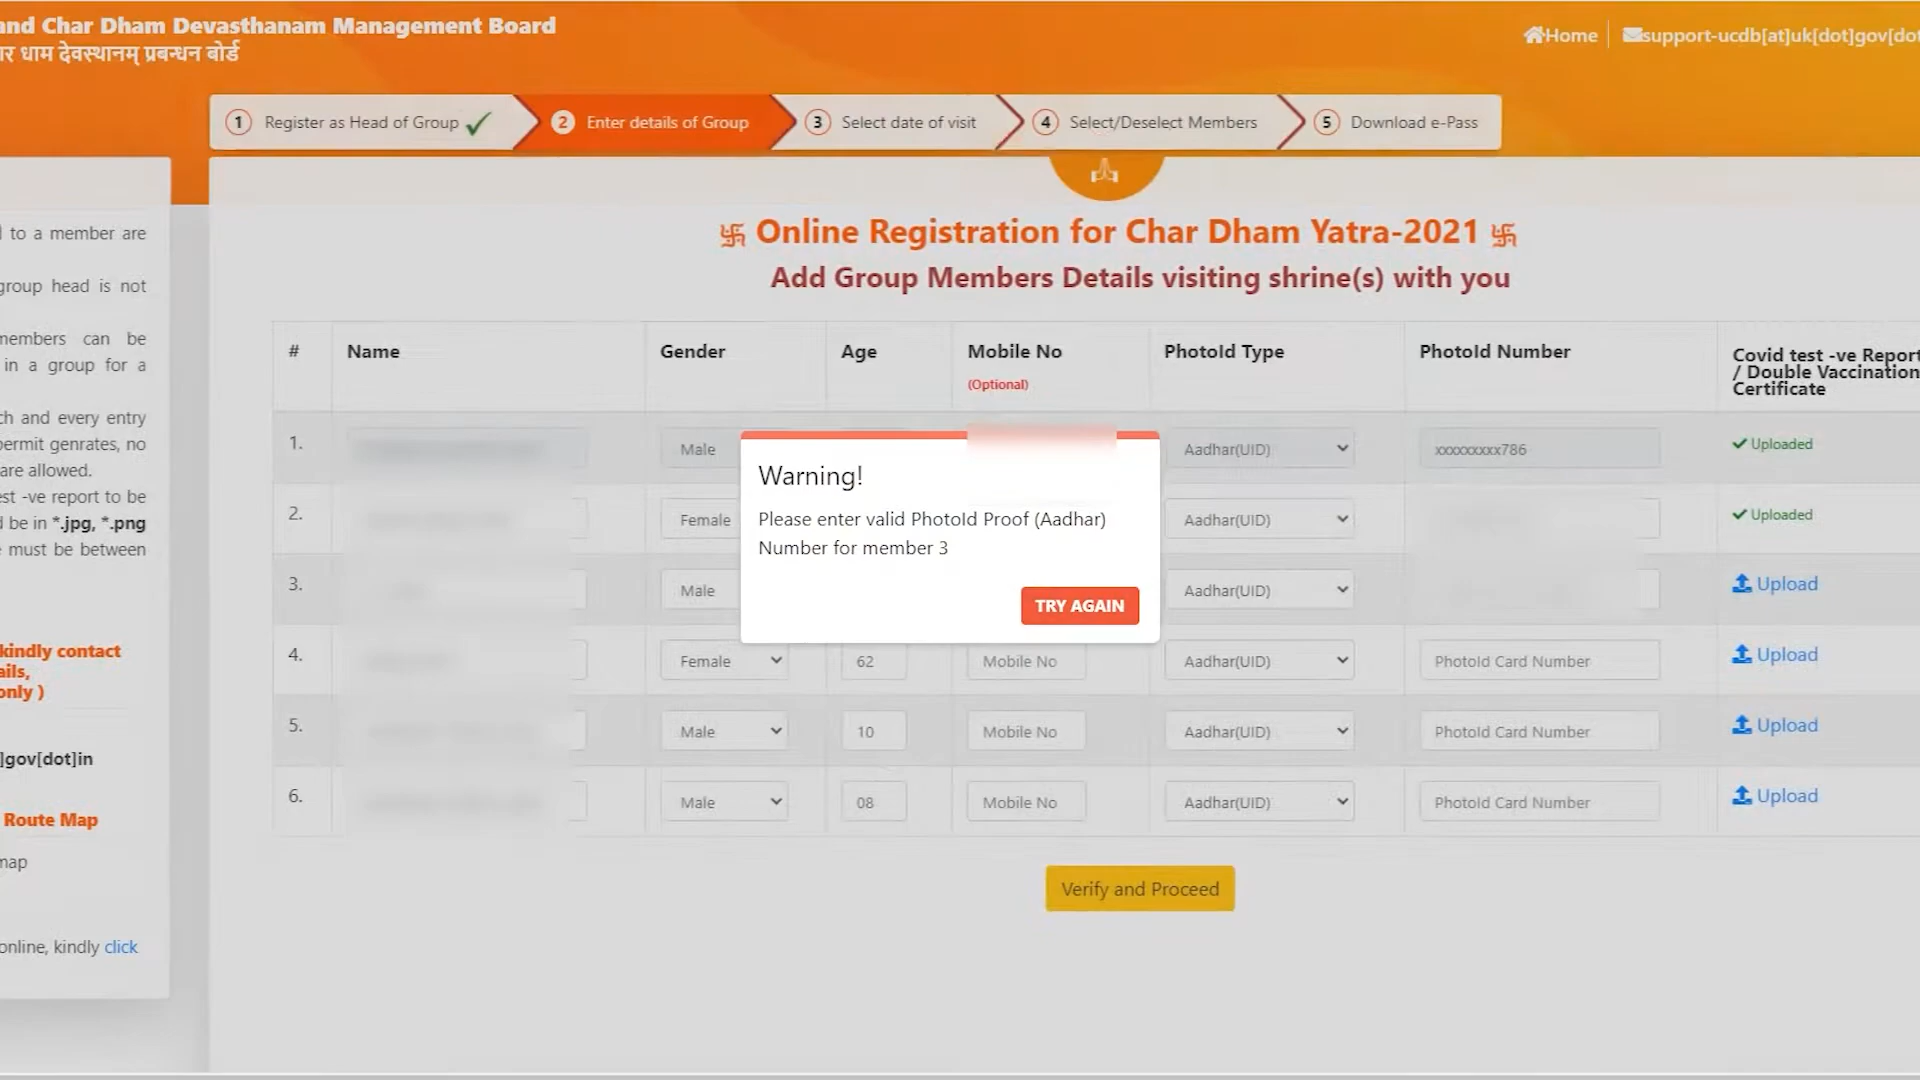 and Char Dham Devasthanam Management Board
ार धाम देवस्थानम् प्रबन्धन बोर्ड
Home
support-ucdb[at]uk[dot]gov[dot
1 Register as Head of Group
2 Enter details of Group
3 Select date of visit
4 Select/Deselect Members
5 Download e-Pass
to a member are
group head is not
members can be
in a group for a
ch and every entry
permit genrates, no
are allowed.
est -ve report to be
d be in *.jpg, *.png
e must be between
kindly contact
ails,
only )
]gov[dot]in
Route Map
map
online, kindly click
卐 Online Registration for Char Dham Yatra-2021 卐
Add Group Members Details visiting shrine(s) with you
# Name Gender Age Mobile No PhotoId Type PhotoId Number
(Optional)
Covid test -ve Report
/ Double Vaccination
Certificate
1. Male Aadhar(UID) xxxxxxxxx786 Uploaded
2. Female Aadhar(UID) Uploaded
3. Male Aadhar(UID) Upload
4. Female 62 Mobile No Aadhar(UID) PhotoId Card Number Upload
5. Male 10 Mobile No Aadhar(UID) PhotoId Card Number Upload
6. Male 08 Mobile No Aadhar(UID) PhotoId Card Number Upload
Warning!
Please enter valid PhotoId Proof (Aadhar)
Number for member 3
TRY AGAIN
Verify and Proceed